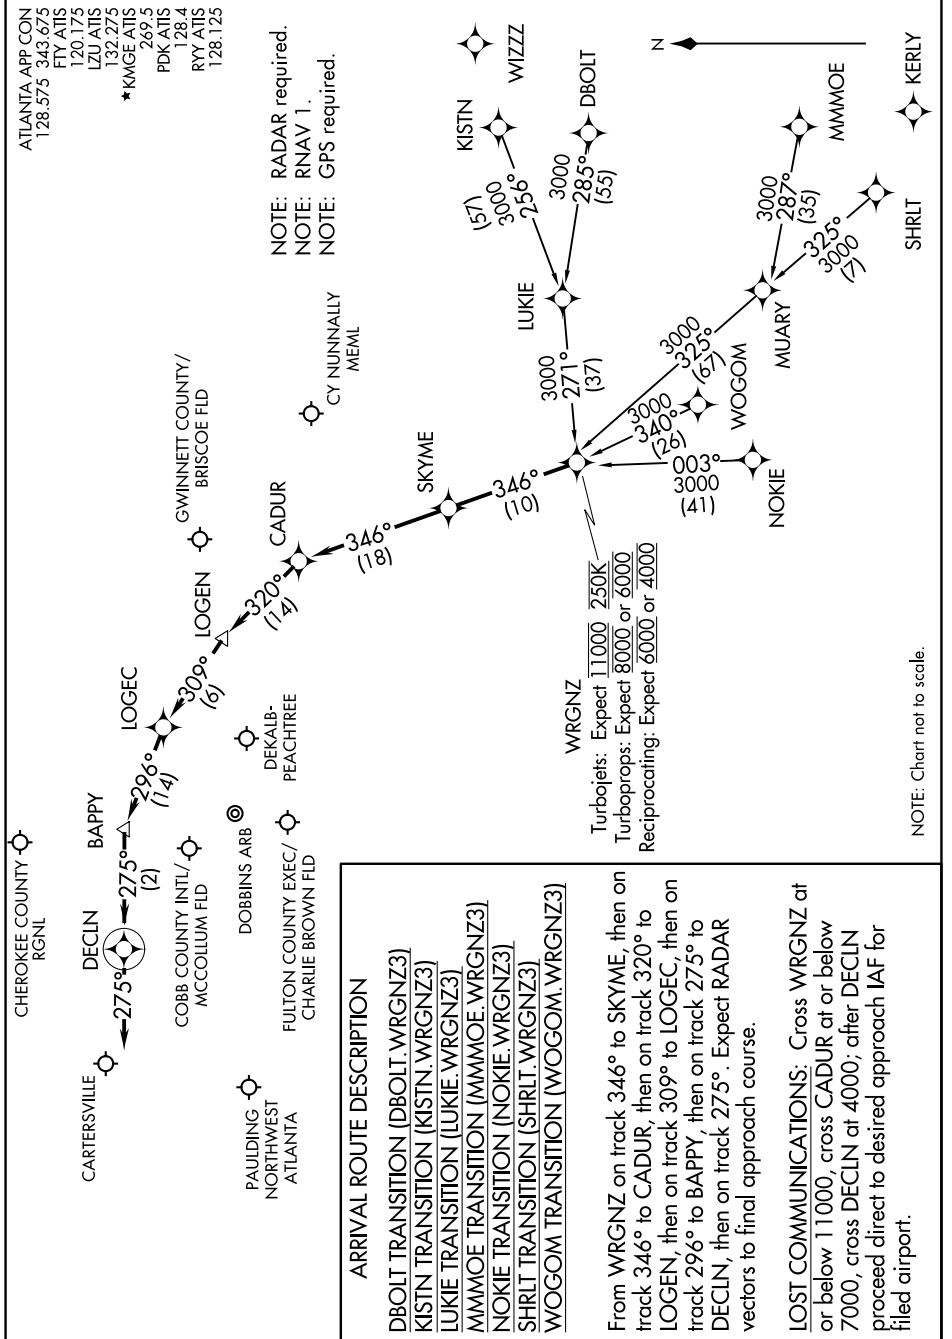 ATLANTA APP CON
128.575 343.675
FTY ATIS
120.175
LZU ATIS
132.275
★KMGE ATIS
269.5
PDK ATIS
128.4
RYY ATIS
128.125
NOTE: RADAR required.
NOTE: RNAV 1.
NOTE: GPS required.
CHEROKEE COUNTY
RGNL
CARTERSVILLE
275°
DECLN
275°
(2)
BAPPY
296°
(14)
LOGEC
309°
(6)
LOGEN
320°
(14)
CADUR
346°
(18)
SKYME
346°
(10)
GWINNETT COUNTY/
BRISCOE FLD
CY NUNNALLY
MEML
COBB COUNTY INTL/
MCCOLLUM FLD
DOBBINS ARB
DEKALB-
PEACHTREE
FULTON COUNTY EXEC/
CHARLIE BROWN FLD
PAULDING
NORTHWEST
ATLANTA
KISTN
WIZZZ
(57)
3000
256°
DBOLT
3000
285°
(55)
LUKIE
3000
271°
(37)
N
MMMOE
3000
287°
(35)
KERLY
SHRLT
325°
3000
(7)
MUARY
3000
325°
(67)
WOGOM
3000
340°
(26)
NOKIE
003°
3000
(41)
WRGNZ
Turbojets: Expect 11000 250K
Turboprops: Expect 8000 or 6000
Reciprocating: Expect 6000 or 4000
NOTE: Chart not to scale.
ARRIVAL ROUTE DESCRIPTION
DBOLT TRANSITION (DBOLT.WRGNZ3)
KISTN TRANSITION (KISTN.WRGNZ3)
LUKIE TRANSITION (LUKIE.WRGNZ3)
MMMOE TRANSITION (MMMOE.WRGNZ3)
NOKIE TRANSITION (NOKIE.WRGNZ3)
SHRLT TRANSITION (SHRLT.WRGNZ3)
WOGOM TRANSITION (WOGOM.WRGNZ3)
From WRGNZ on track 346° to SKYME, then on
track 346° to CADUR, then on track 320° to
LOGEN, then on track 309° to LOGEC, then on
track 296° to BAPPY, then on track 275° to
DECLN, then on track 275°. Expect RADAR
vectors to final approach course.
LOST COMMUNICATIONS: Cross WRGNZ at
or below 11000, cross CADUR at or below
7000, cross DECLN at 4000; after DECLN
proceed direct to desired approach IAF for
filed airport.